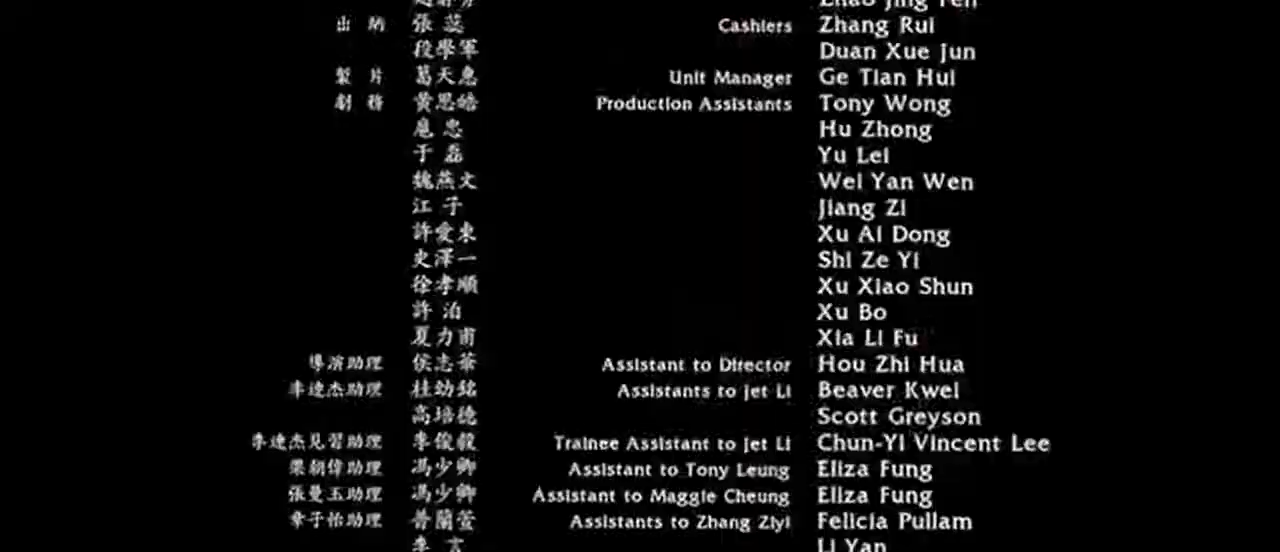 Zhao Jing Yen
出 納 張 蕊 Cashiers Zhang Rui
段學軍 Duan Xue Jun
製 片 葛天惠 Unit Manager Ge Tian Hui
劇 務 黃思皓 Production Assistants Tony Wong
扈 忠 Hu Zhong
于 磊 Yu Lei
魏燕文 Wei Yan Wen
江 子 Jiang Zi
許愛東 Xu Ai Dong
史澤一 Shi Ze Yi
徐孝順 Xu Xiao Shun
許 泊 Xu Bo
夏力甫 Xia Li Fu
導演助理 侯志華 Assistant to Director Hou Zhi Hua
李連杰助理 桂幼銘 Assistants to Jet Li Beaver Kwei
高培德 Scott Greyson
李連杰見習助理 李俊毅 Trainee Assistant to Jet Li Chun-Yi Vincent Lee
梁朝偉助理 馮少卿 Assistant to Tony Leung Eliza Fung
張曼玉助理 馮少卿 Assistant to Maggie Cheung Eliza Fung
章子怡助理 普蘭萱 Assistants to Zhang Ziyi Felicia Pullam
李 言 Li Yan